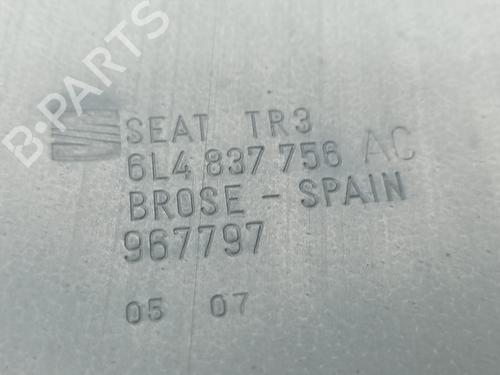 B-PARTS
SEAT TR3
6L4 837 756 AC
BROSE - SPAIN
967797
05 07